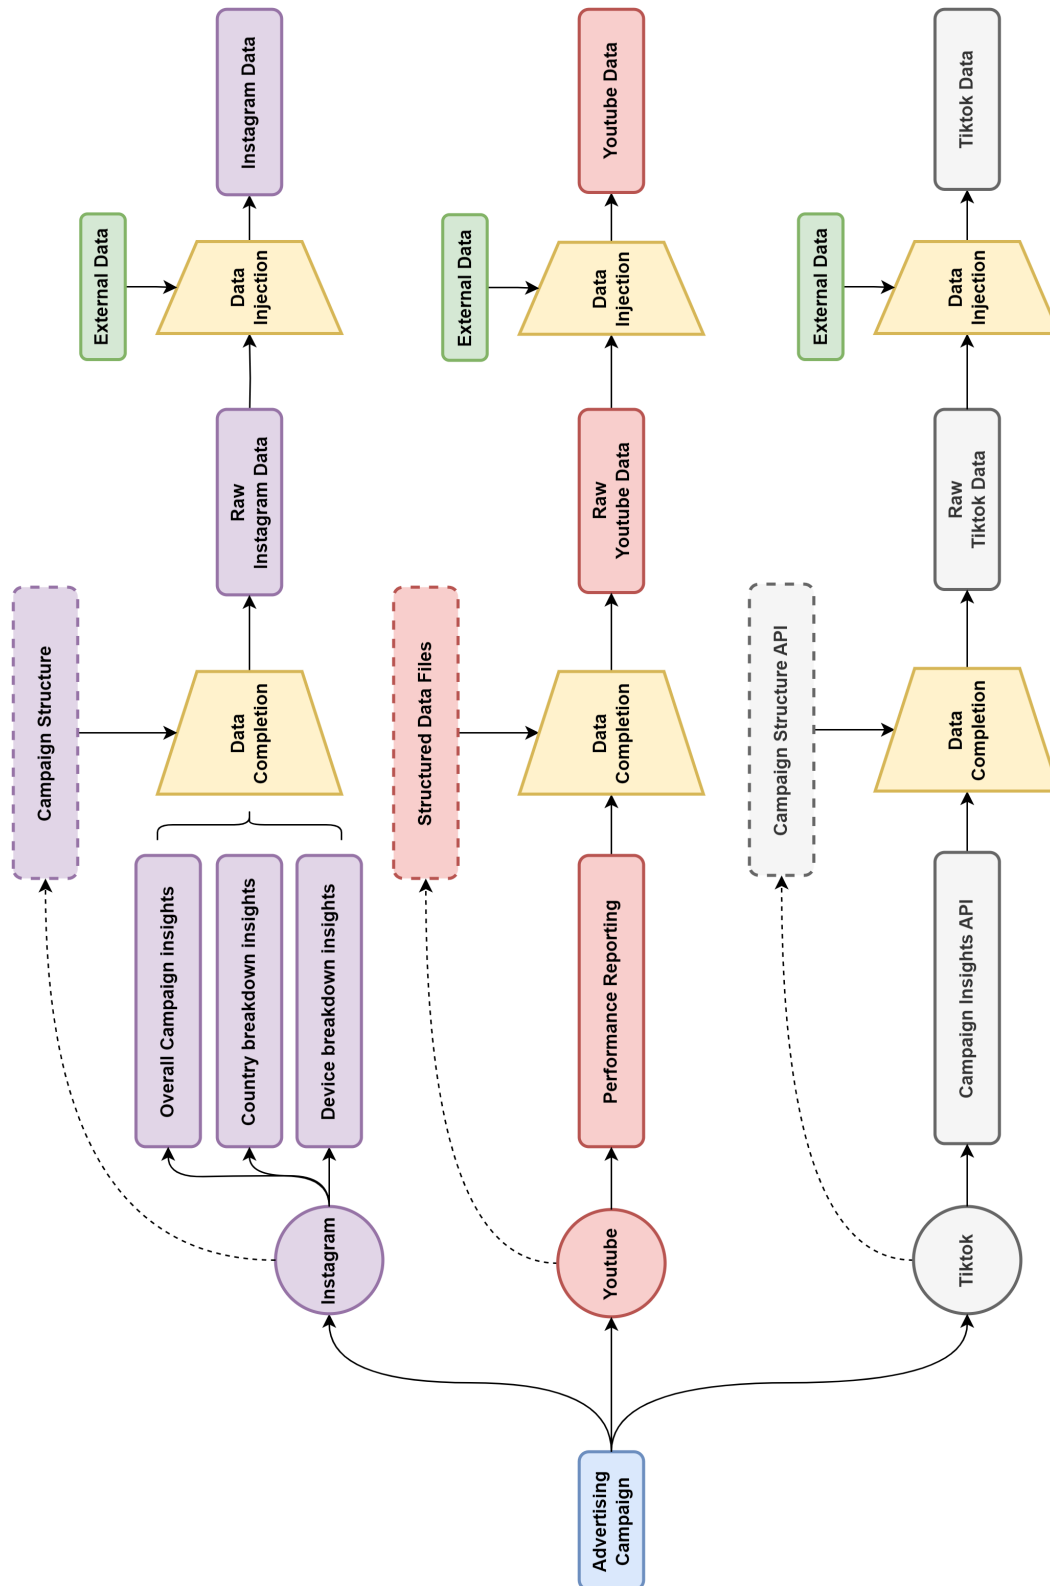 Advertising
Campaign
Instagram
Overall Campaign insights
Country breakdown insights
Device breakdown insights
Campaign Structure
Data
Completion
Raw
Instagram Data
External Data
Data
Injection
Instagram Data
Youtube
Performance Reporting
Structured Data Files
Data
Completion
Raw
Youtube Data
External Data
Data
Injection
Youtube Data
Tiktok
Campaign Insights API
Campaign Structure API
Data
Completion
Raw
Tiktok Data
External Data
Data
Injection
Tiktok Data